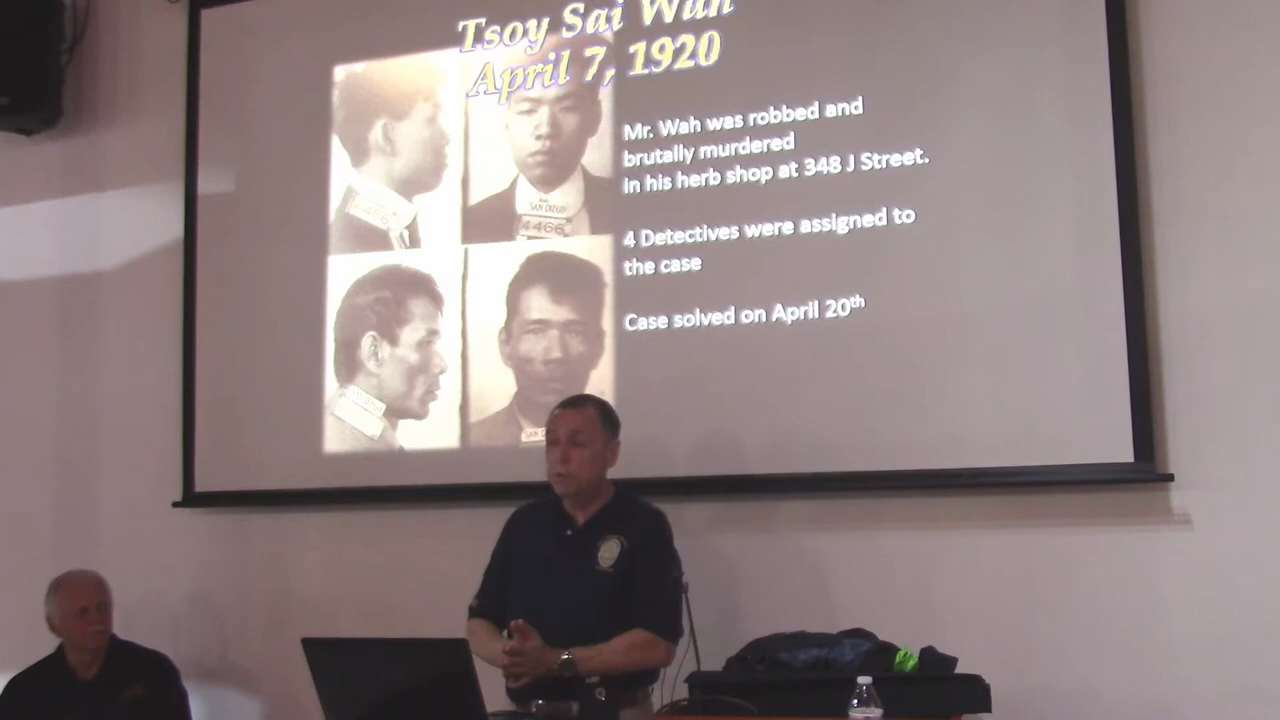 Tsoy Sai Wah
April 7, 1920
Mr. Wah was robbed and
brutally murdered
in his herb shop at 348 J Street.
4 Detectives were assigned to
the case
Case solved on April 20th
SAN DIEGO
4466